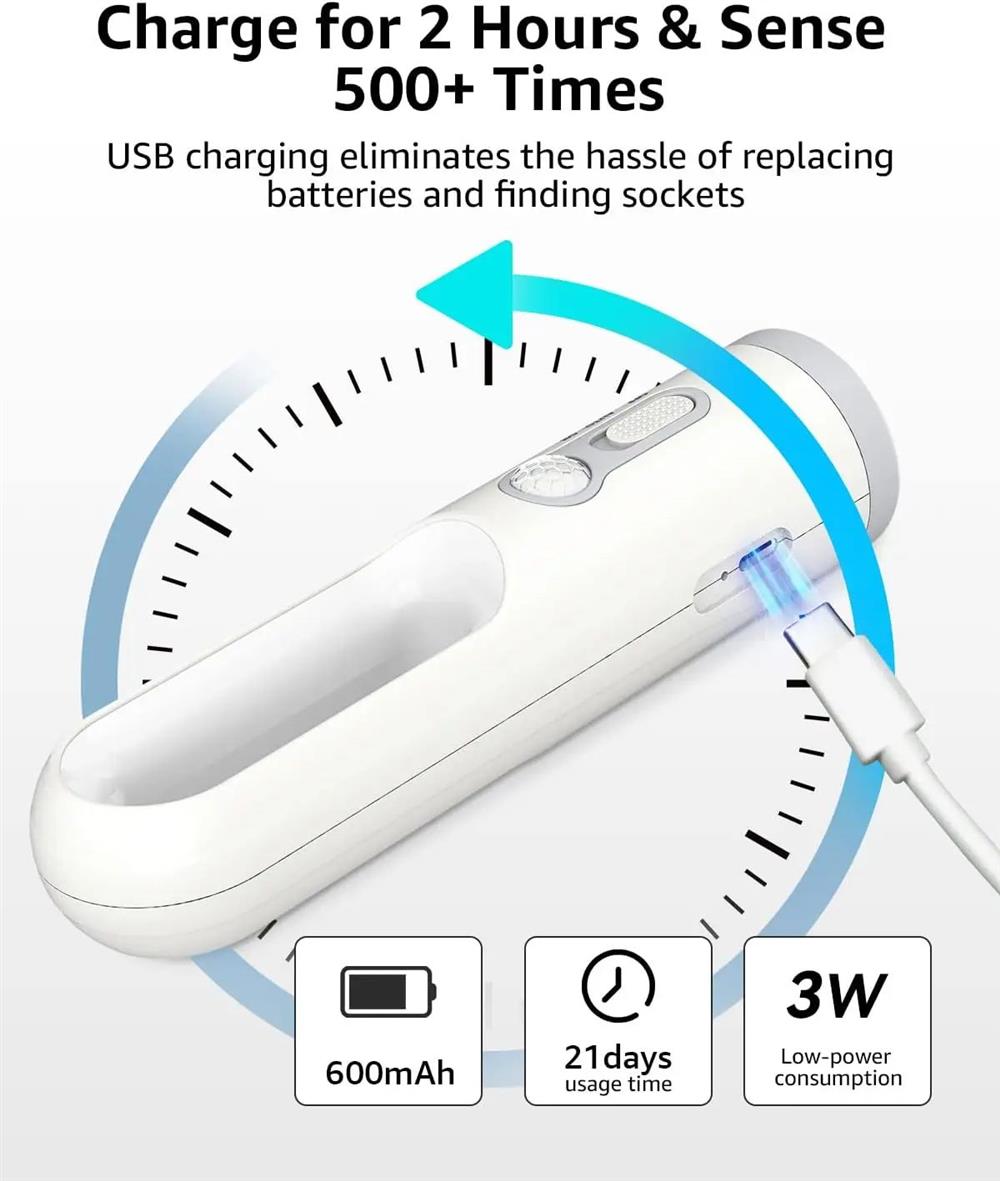 Charge for 2 Hours & Sense
500+ Times
USB charging eliminates the hassle of replacing
batteries and finding sockets
600mAh
21days
usage time
3W
Low-power
consumption